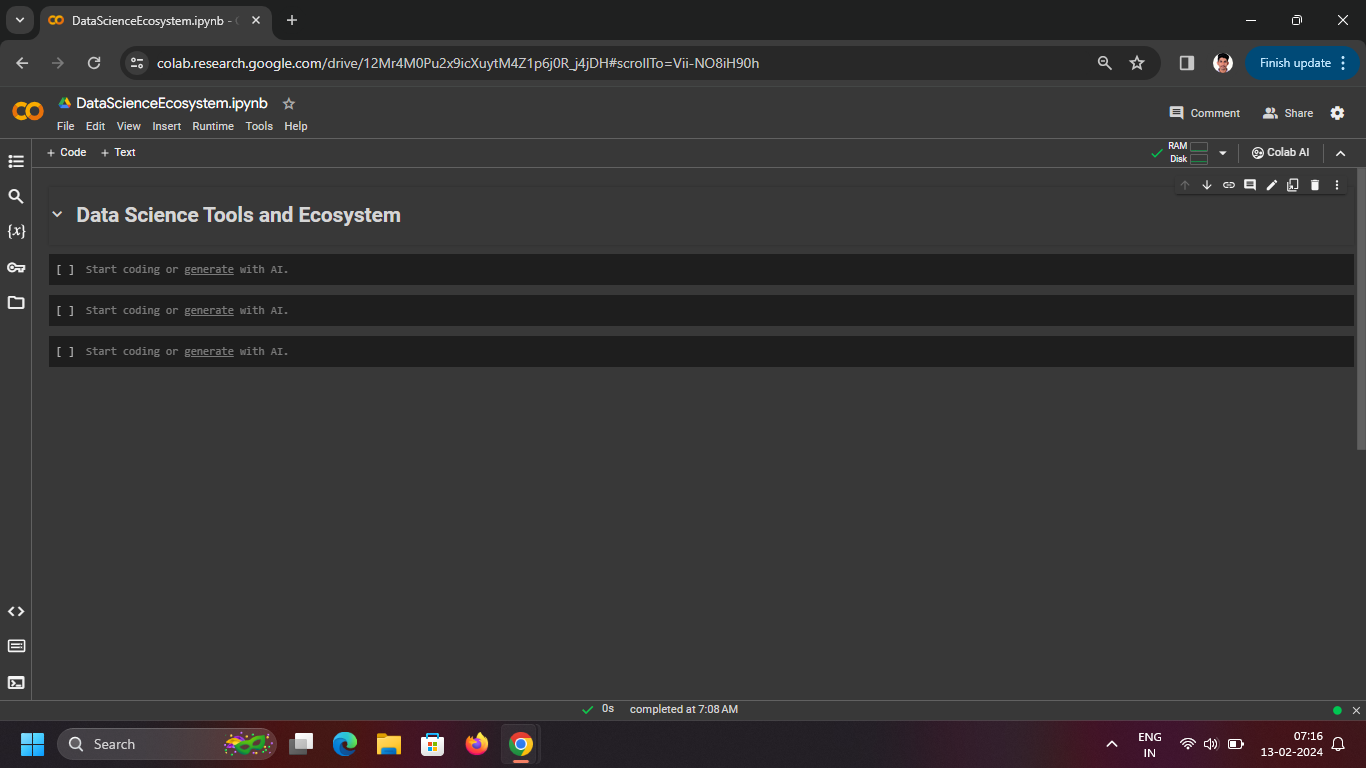 DataScienceEcosystem.ipynb -
colab.research.google.com/drive/12Mr4M0Pu2x9icXuytM4Z1p6j0R_j4jDH#scrollTo=Vii-NO8iH90h
Finish update
DataScienceEcosystem.ipynb
File Edit View Insert Runtime Tools Help
Comment
Share
+ Code + Text
RAM
Disk
Colab AI
{x}
Data Science Tools and Ecosystem
[ ] Start coding or generate with AI.
[ ] Start coding or generate with AI.
[ ] Start coding or generate with AI.
0s completed at 7:08 AM
Search
ENG
IN
07:16
13-02-2024